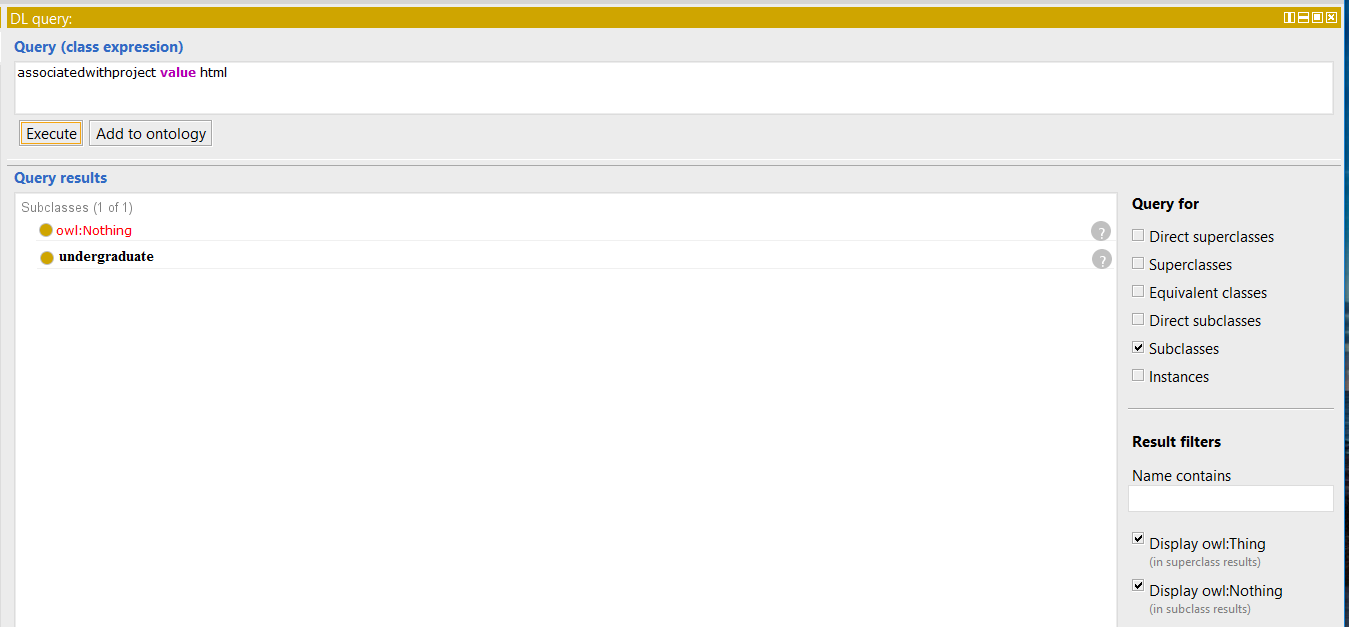 DL query:
Query (class expression)
associatedwithproject value html
Execute Add to ontology
Query results
Subclasses (1 of 1)
owl:Nothing ?
undergraduate ?
Query for
Direct superclasses
Superclasses
Equivalent classes
Direct subclasses
Subclasses
Instances
Result filters
Name contains
Display owl:Thing
(in superclass results)
Display owl:Nothing
(in subclass results)